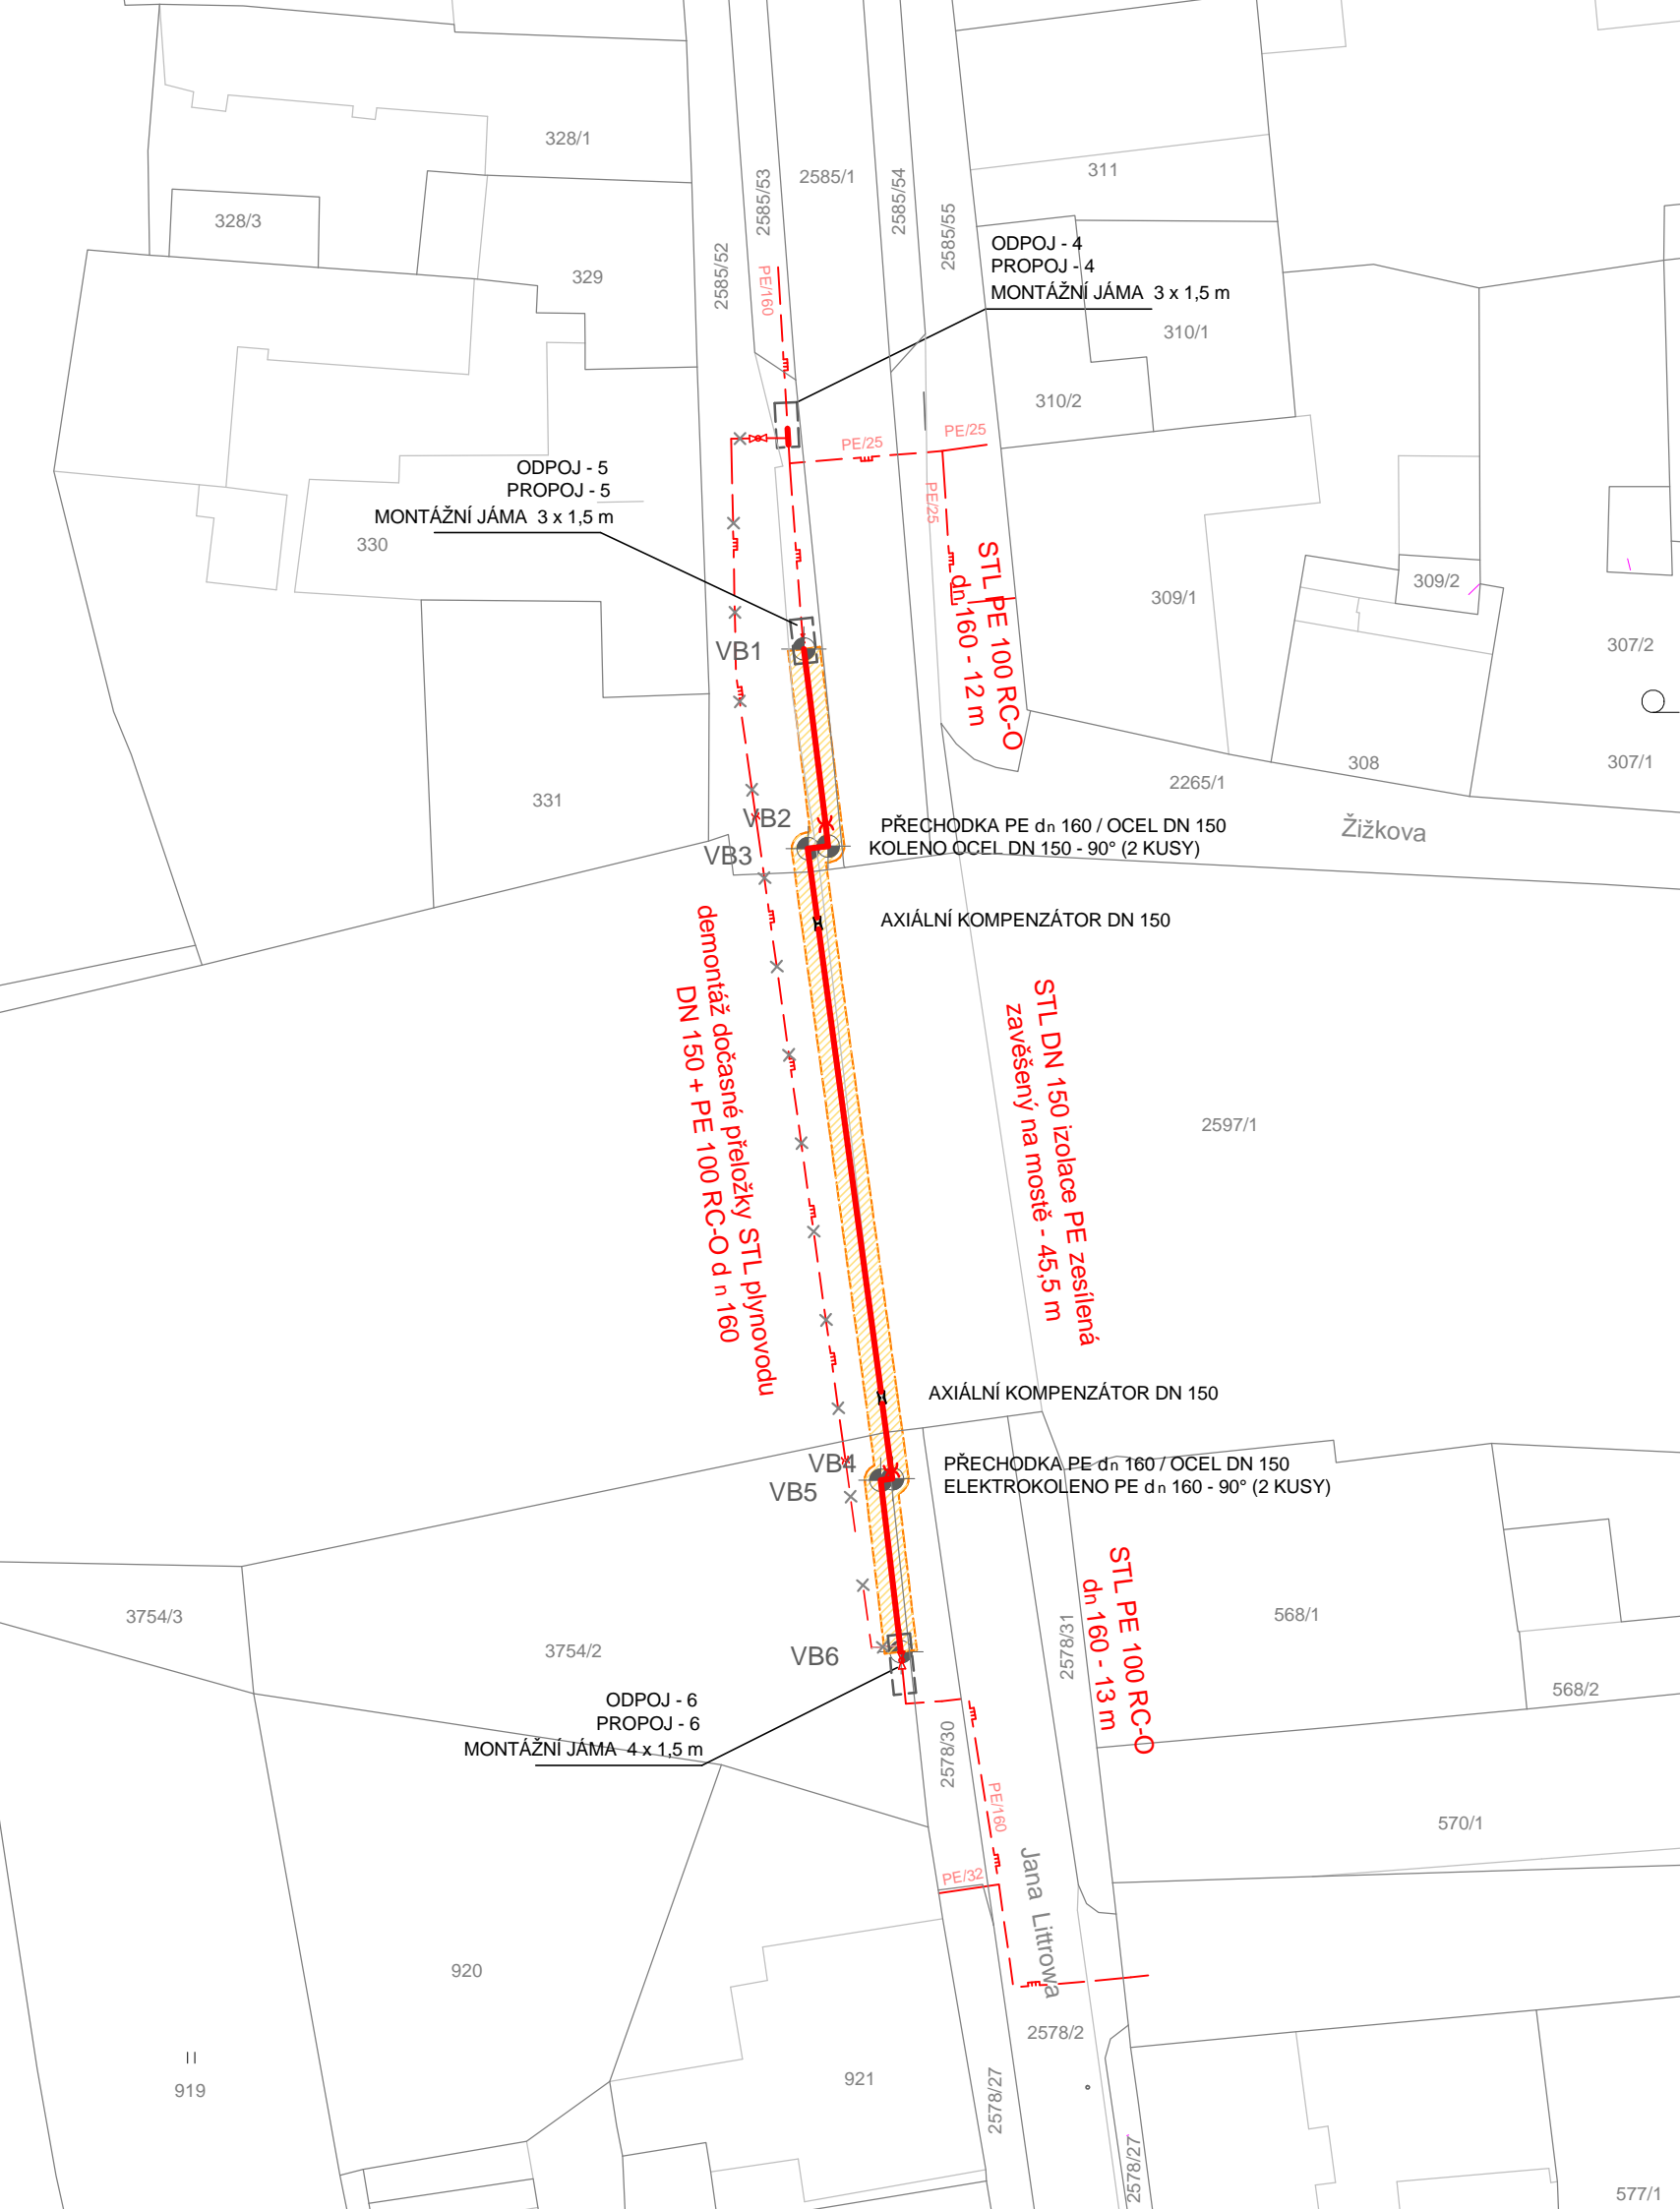 328/1
328/3
329
2585/52
2585/53
2585/1
2585/54
2585/55
311
PE/160
ODPOJ - 4
PROPOJ - 4
MONTÁŽNÍ JÁMA 3 x 1,5 m
310/1
310/2
PE/25
PE/25
PE/25
ODPOJ - 5
PROPOJ - 5
MONTÁŽNÍ JÁMA 3 x 1,5 m
330
STL PE 100 RC-O
dn 160 - 12 m
309/1
309/2
307/2
307/1
308
VB1
331
2265/1
Žižkova
VB2
VB3
PŘECHODKA PE dn 160 / OCEL DN 150
KOLENO OCEL DN 150 - 90° (2 KUSY)
AXIÁLNÍ KOMPENZÁTOR DN 150
demontáž dočasné přeložky STL plynovodu
DN 150 + PE 100 RC-O d n 160
STL DN 150 izolace PE zesílená
zavěšený na mostě - 45,5 m
2597/1
AXIÁLNÍ KOMPENZÁTOR DN 150
VB4
VB5
PŘECHODKA PE dn 160 / OCEL DN 150
ELEKTROKOLENO PE dn 160 - 90° (2 KUSY)
3754/3
3754/2
VB6
STL PE 100 RC-O
dn 160 - 13 m
2578/31
568/1
568/2
ODPOJ - 6
PROPOJ - 6
MONTÁŽNÍ JÁMA 4 x 1,5 m
2578/30
PE/160
570/1
PE/32
Jana Littrowa
920
2578/2
919
921
2578/27
2578/27
577/1